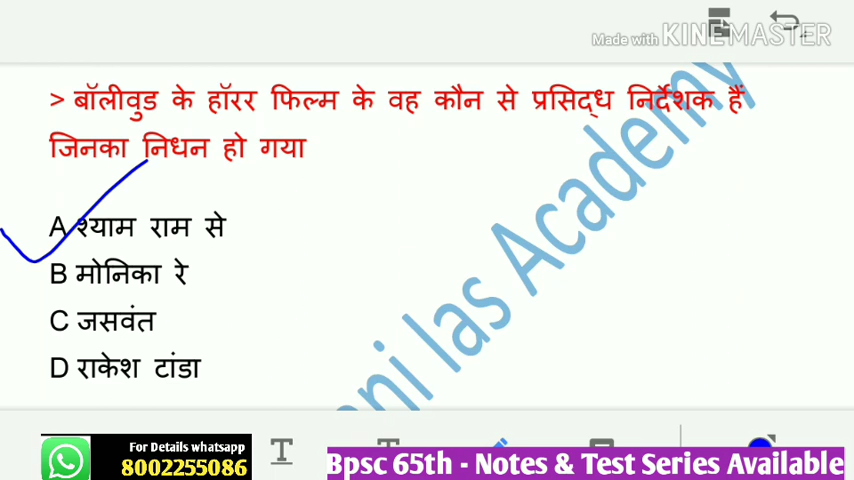 Made with KINEMASTER
> बॉलीवुड के हॉरर फिल्म के वह कौन से प्रसिद्ध निर्देशक हैं
जिनका निधन हो गया
A श्याम राम से
B मोनिका रे
C जसवंत
D राकेश टांडा
ni Ias Academy
For Details whatsapp
8002255086
Bpsc 65th - Notes & Test Series Available